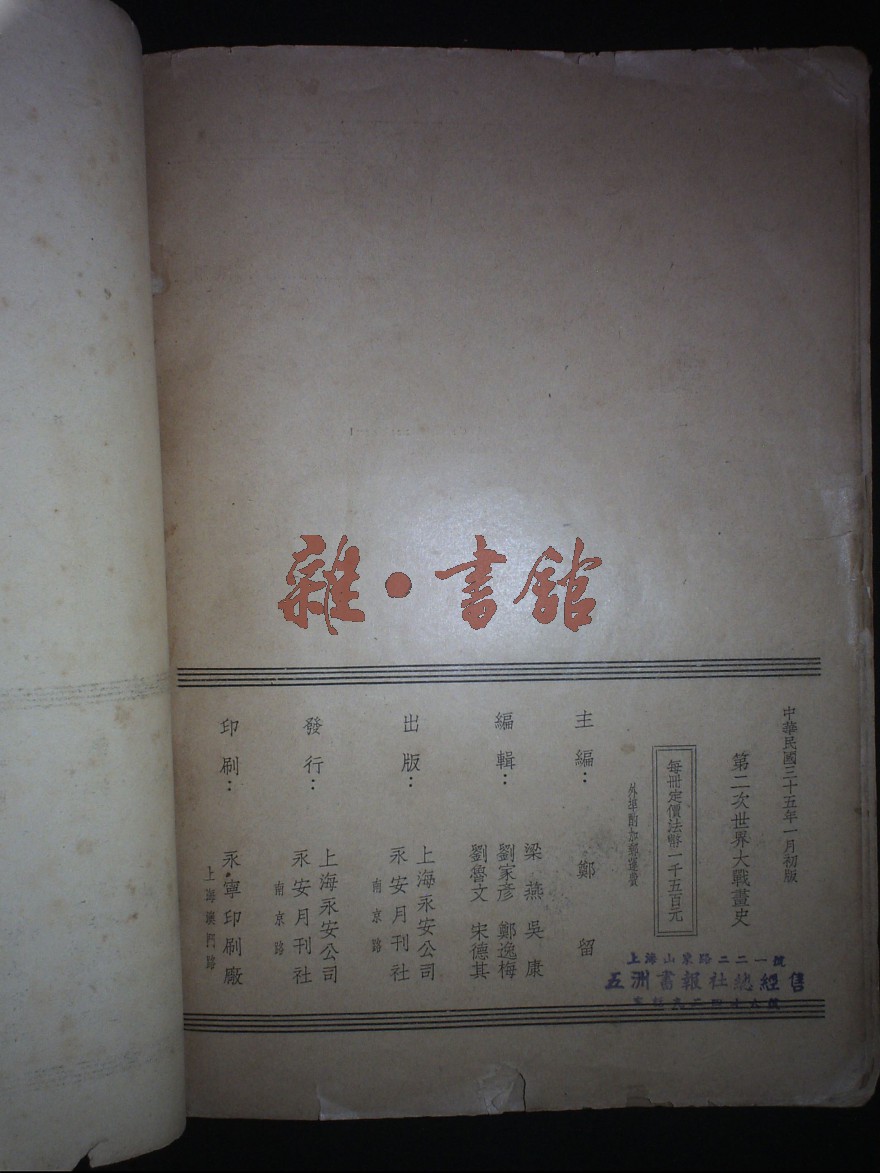 雜·書館
中華民國三十五年一月初版
第二次世界大戰畫史
每冊定價法幣一千五百元
外埠酌加郵運費
主編：鄭留
編輯：梁燕 吳康
劉家彥 鄭逸梅
劉魯文 宋德其
出版：上海永安公司
永安月刊社
南京路
發行：上海永安公司
永安月刊社
南京路
印刷：永寧印刷廠
上海澳門路
上海山東路二二一號
五洲書報社總經售